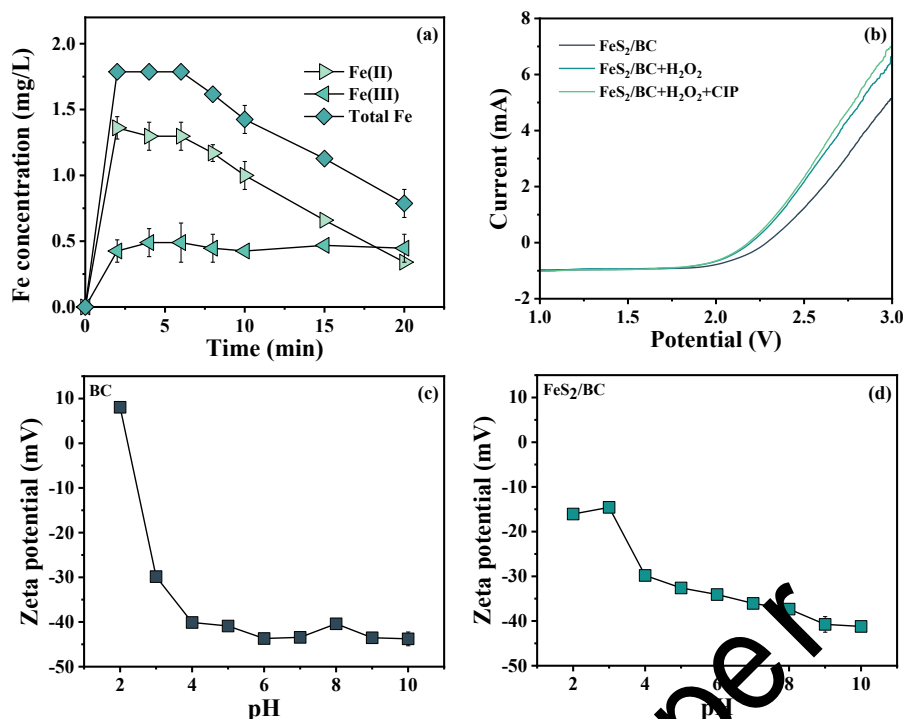 (a)
Fe concentration (mg/L)
2.0
1.5
1.0
0.5
0.0
Fe(II)
Fe(III)
Total Fe
0 5 10 15 20
Time (min)
(b)
Current (mA)
8
6
4
2
0
-2
FeS₂/BC
FeS₂/BC+H₂O₂
FeS₂/BC+H₂O₂+CIP
1.0 1.5 2.0 2.5 3.0
Potential (V)
BC
(c)
Zeta potential (mV)
10
0
-10
-20
-30
-40
-50
2 4 6 8 10
pH
FeS₂/BC
(d)
Zeta potential (mV)
10
0
-10
-20
-30
-40
-50
2 4 6 8 10
pH